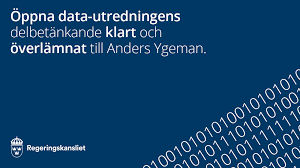 Öppna data-utredningens
delbetänkande klart och
överlämnat till Anders Ygeman.
Regeringskansliet